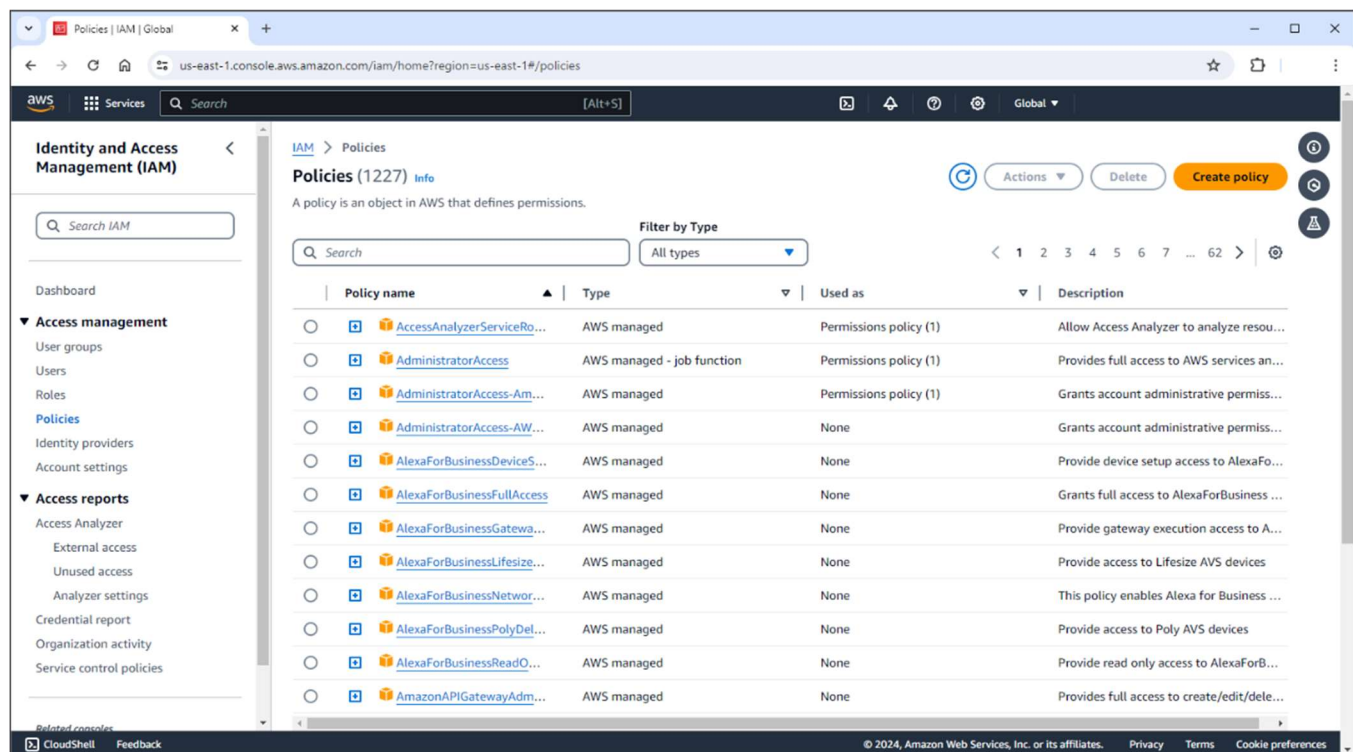 Policies | IAM | Global
us-east-1.console.aws.amazon.com/iam/home?region=us-east-1#/policies
aws Services Search [Alt+S] Global
Identity and Access Management (IAM)
Search IAM
Dashboard
Access management
User groups
Users
Roles
Policies
Identity providers
Account settings
Access reports
Access Analyzer
External access
Unused access
Analyzer settings
Credential report
Organization activity
Service control policies
Related consoles
IAM > Policies
Policies (1227) Info
Actions Delete Create policy
A policy is an object in AWS that defines permissions.
Filter by Type
Search All types
1 2 3 4 5 6 7 ... 62
Policy name Type Used as Description
AccessAnalyzerServiceRo... AWS managed Permissions policy (1) Allow Access Analyzer to analyze resou...
AdministratorAccess AWS managed - job function Permissions policy (1) Provides full access to AWS services an...
AdministratorAccess-Am... AWS managed Permissions policy (1) Grants account administrative permiss...
AdministratorAccess-AW... AWS managed None Grants account administrative permiss...
AlexaForBusinessDeviceS... AWS managed None Provide device setup access to AlexaFo...
AlexaForBusinessFullAccess AWS managed None Grants full access to AlexaForBusiness ...
AlexaForBusinessGatewa... AWS managed None Provide gateway execution access to A...
AlexaForBusinessLifesize... AWS managed None Provide access to Lifesize AVS devices
AlexaForBusinessNetwor... AWS managed None This policy enables Alexa for Business ...
AlexaForBusinessPolyDel... AWS managed None Provide access to Poly AVS devices
AlexaForBusinessReadO... AWS managed None Provide read only access to AlexaForB...
AmazonAPIGatewayAdm... AWS managed None Provides full access to create/edit/dele...
CloudShell Feedback © 2024, Amazon Web Services, Inc. or its affiliates. Privacy Terms Cookie preferences